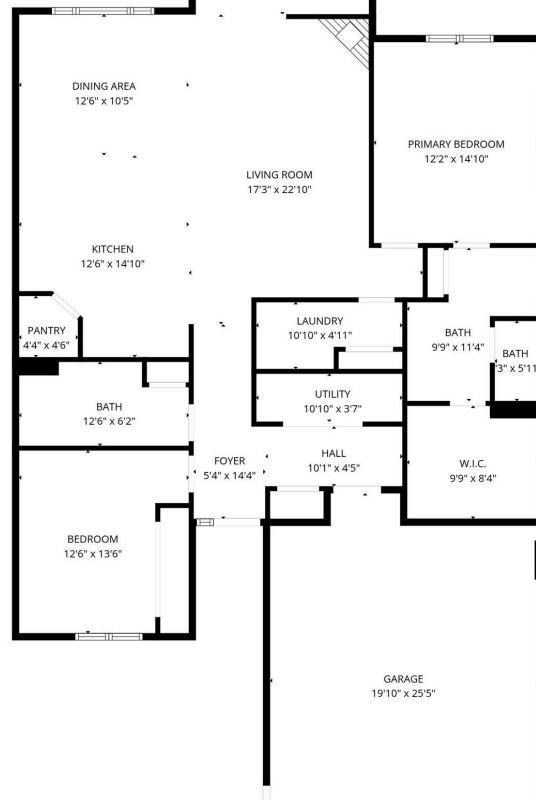 DINING AREA
12'6" x 10'5"
PRIMARY BEDROOM
12'2" x 14'10"
LIVING ROOM
17'3" x 22'10"
KITCHEN
12'6" x 14'10"
PANTRY
4'4" x 4'6"
LAUNDRY
10'10" x 4'11"
BATH
9'9" x 11'4"
BATH
'3" x 5'11
UTILITY
10'10" x 3'7"
BATH
12'6" x 6'2"
FOYER
5'4" x 14'4"
HALL
10'1" x 4'5"
W.I.C.
9'9" x 8'4"
BEDROOM
12'6" x 13'6"
GARAGE
19'10" x 25'5"